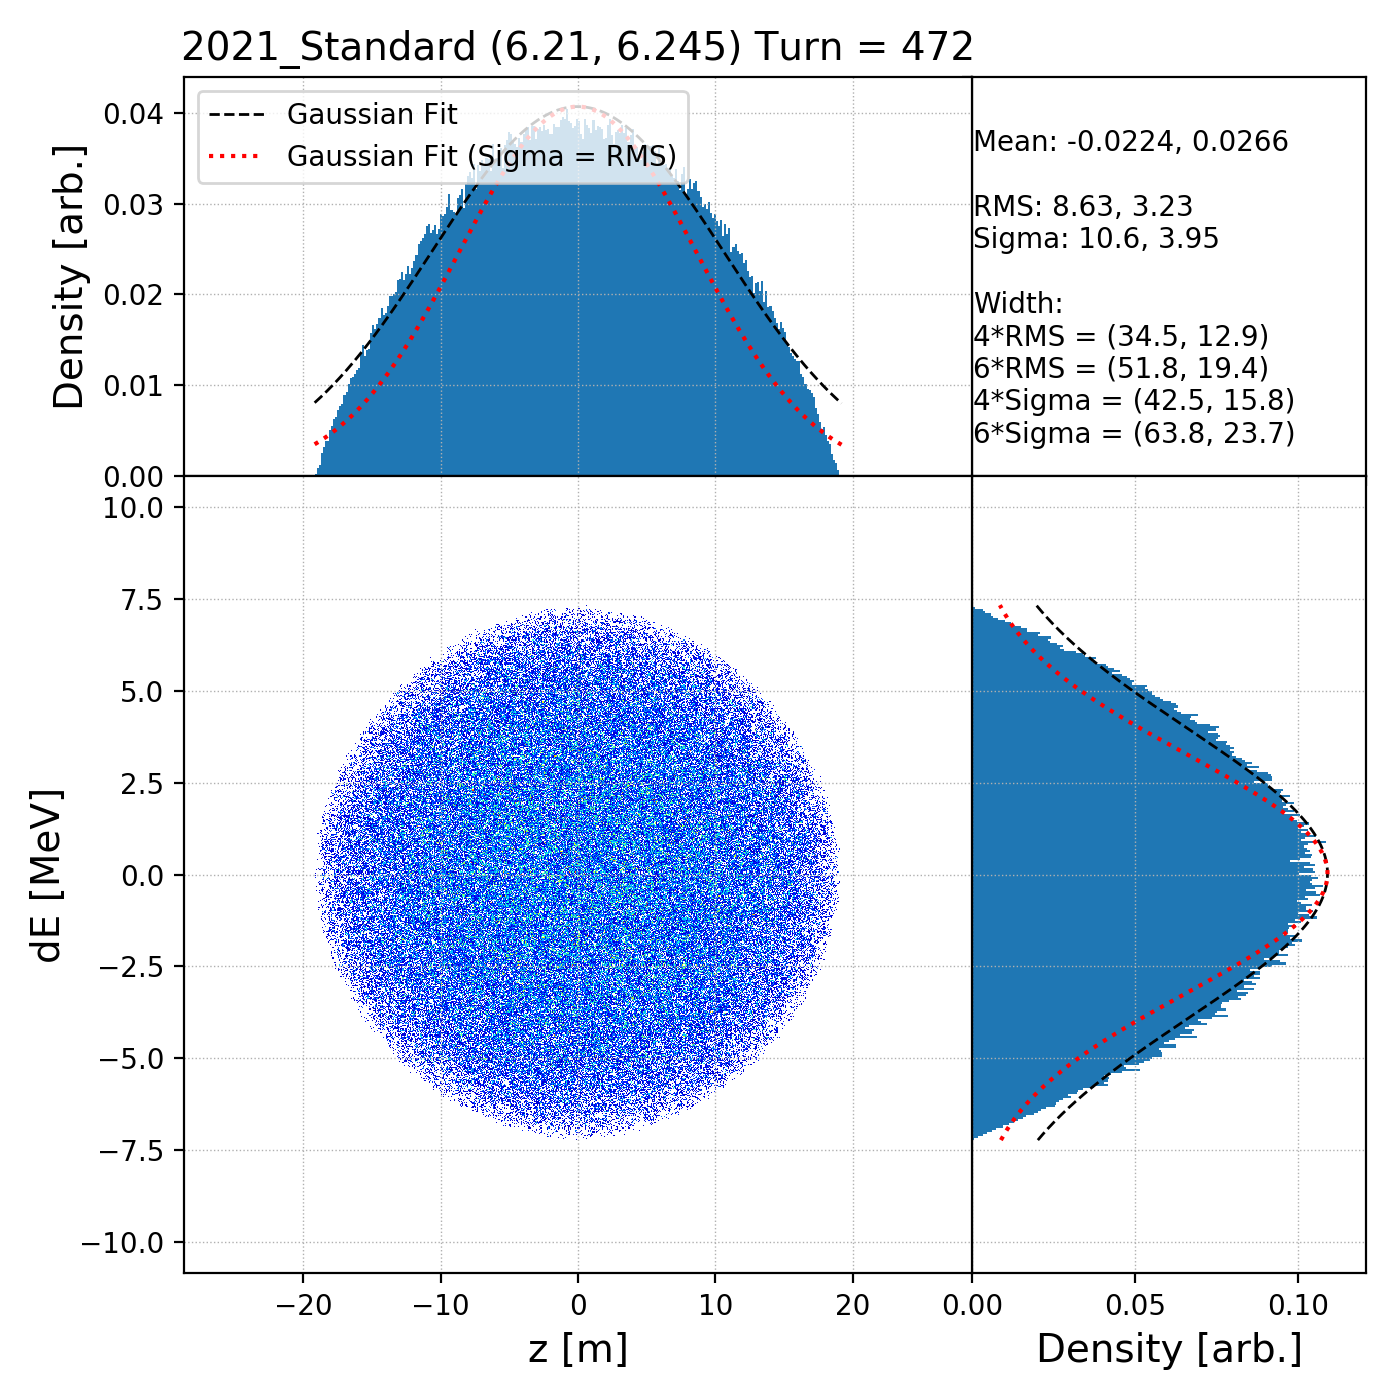 2021_Standard (6.21, 6.245) Turn = 472
Density [arb.]
0.04
0.03
0.02
0.01
0.00
Gaussian Fit
Gaussian Fit (Sigma = RMS)
Mean: -0.0224, 0.0266
RMS: 8.63, 3.23
Sigma: 10.6, 3.95
Width:
4*RMS = (34.5, 12.9)
6*RMS = (51.8, 19.4)
4*Sigma = (42.5, 15.8)
6*Sigma = (63.8, 23.7)
dE [MeV]
10.0
7.5
5.0
2.5
0.0
−2.5
−5.0
−7.5
−10.0
−20 −10 0 10 20
z [m]
0.00 0.05 0.10
Density [arb.]